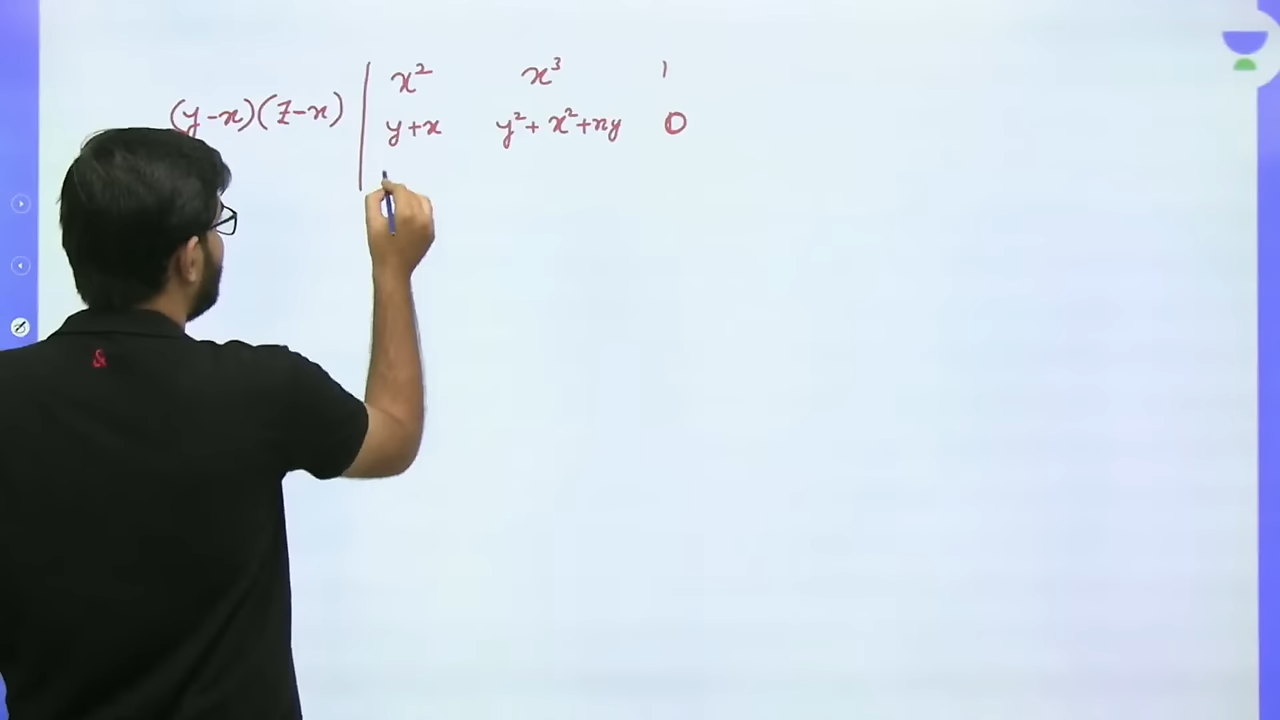 (y-x)(z-x) | x² x³ 1
y+x y²+x²+xy 0